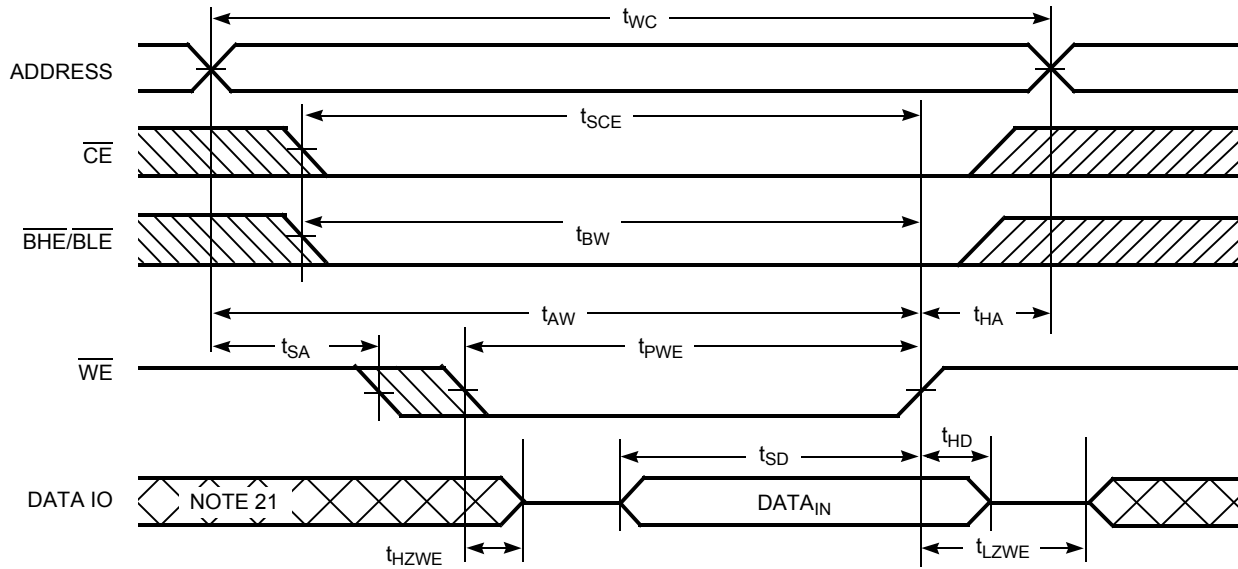 tWC
ADDRESS
tSCE
CE
BHE/BLE
tBW
tAW
tHA
tSA
tPWE
WE
tHD
tSD
DATA IO
NOTE 21
DATAIN
tHZWE
tLZWE